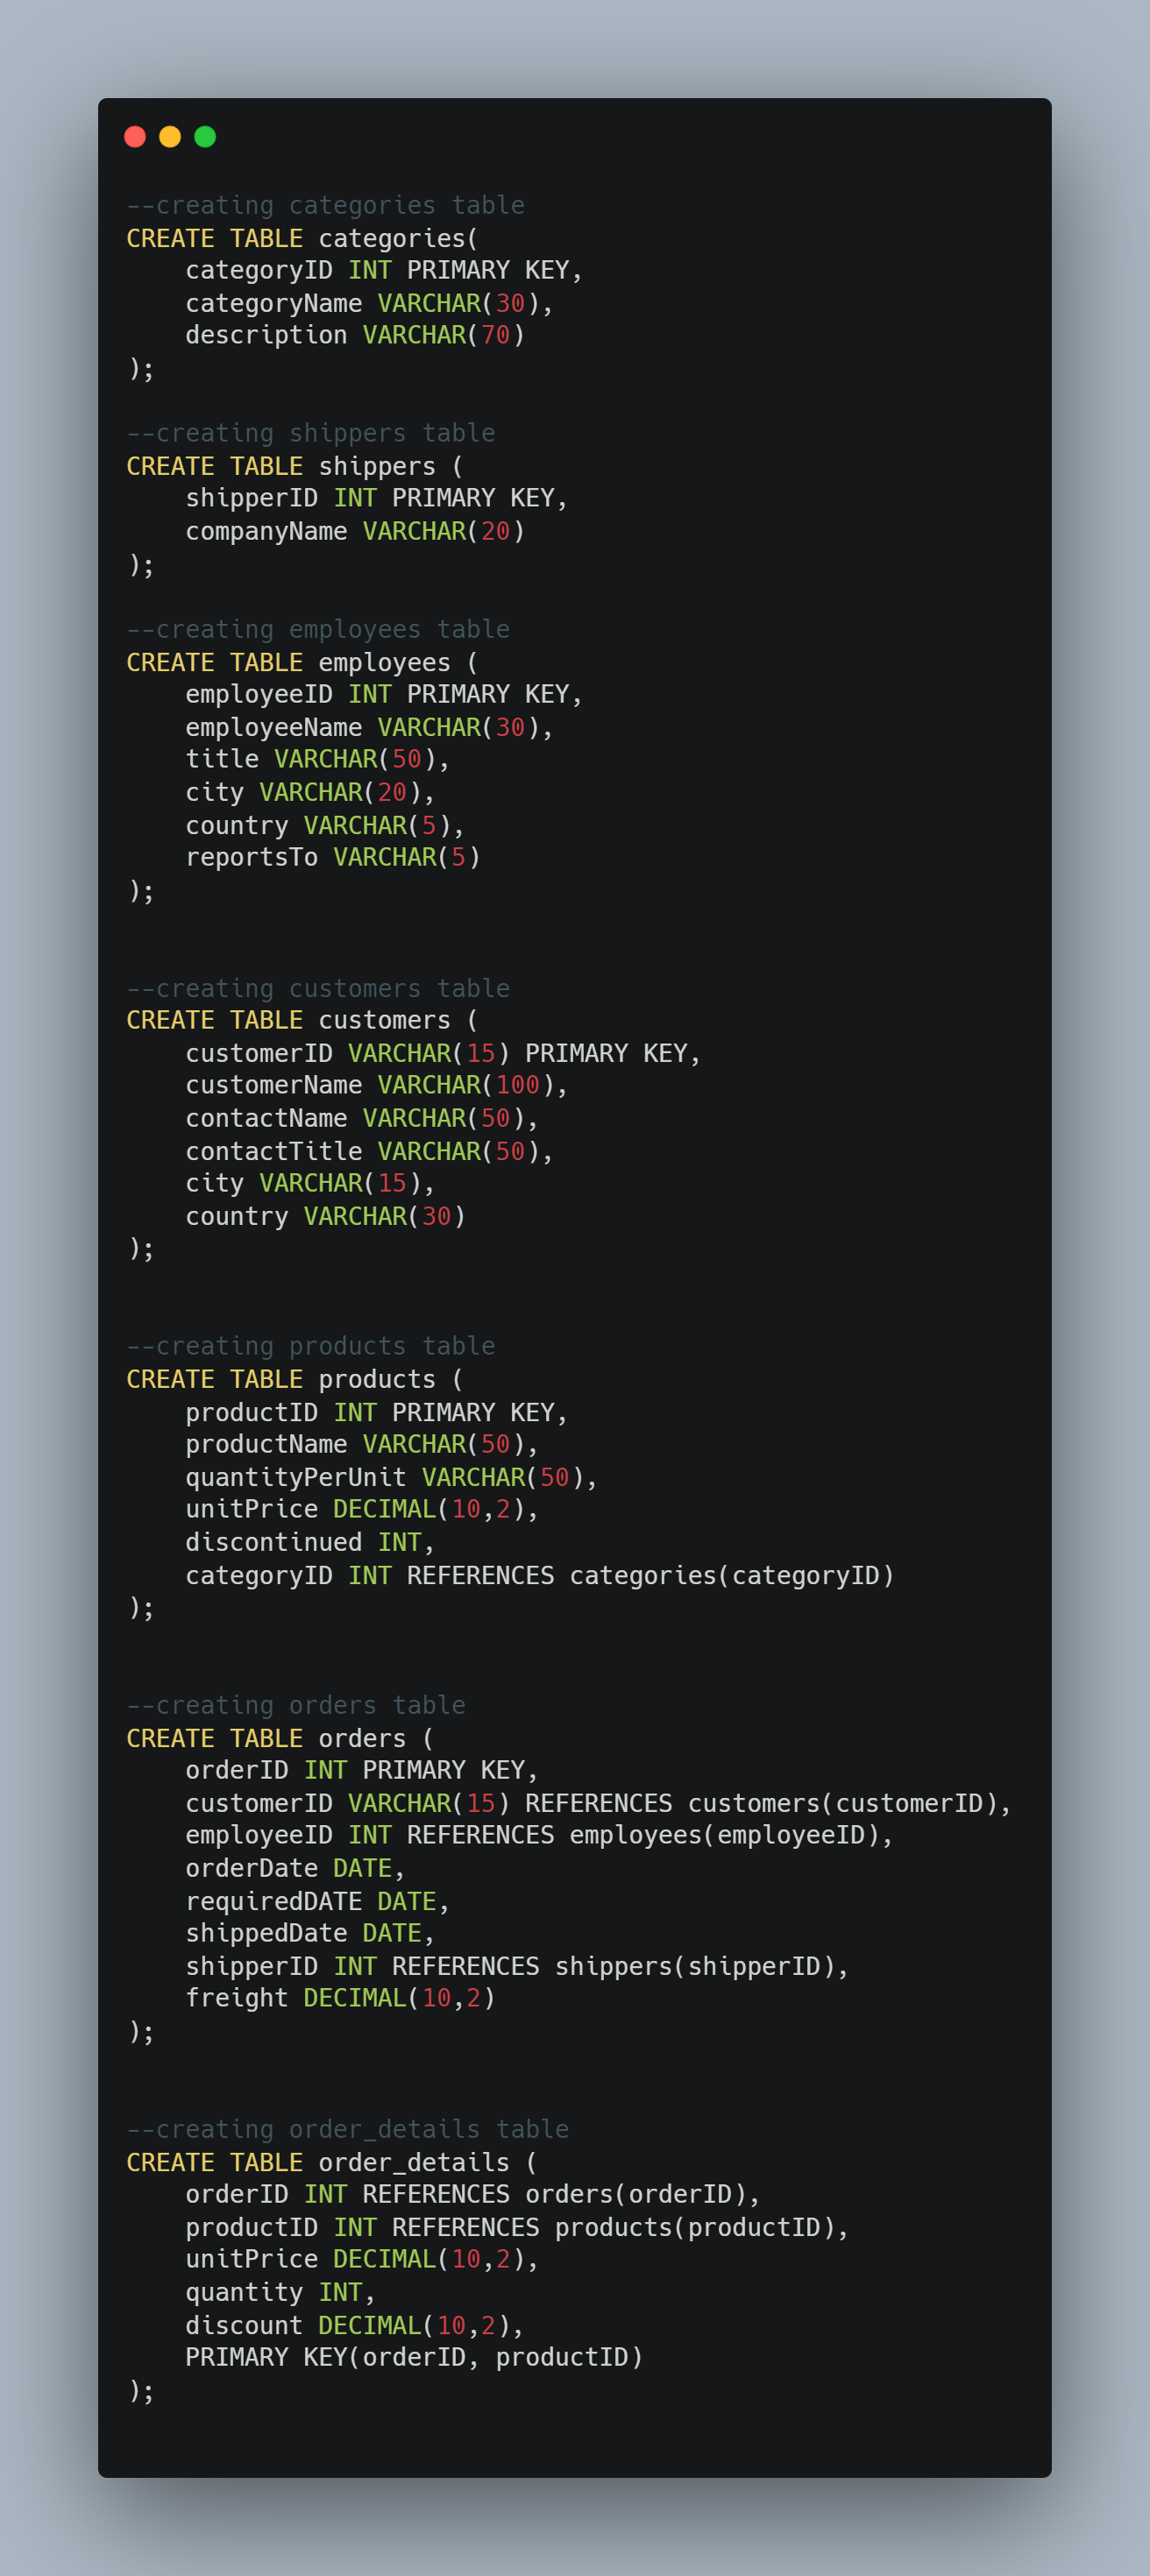 --creating categories table
CREATE TABLE categories(
    categoryID INT PRIMARY KEY,
    categoryName VARCHAR(30),
    description VARCHAR(70)
);
--creating shippers table
CREATE TABLE shippers (
    shipperID INT PRIMARY KEY,
    companyName VARCHAR(20)
);
--creating employees table
CREATE TABLE employees (
    employeeID INT PRIMARY KEY,
    employeeName VARCHAR(30),
    title VARCHAR(50),
    city VARCHAR(20),
    country VARCHAR(5),
    reportsTo VARCHAR(5)
);
--creating customers table
CREATE TABLE customers (
    customerID VARCHAR(15) PRIMARY KEY,
    customerName VARCHAR(100),
    contactName VARCHAR(50),
    contactTitle VARCHAR(50),
    city VARCHAR(15),
    country VARCHAR(30)
);
--creating products table
CREATE TABLE products (
    productID INT PRIMARY KEY,
    productName VARCHAR(50),
    quantityPerUnit VARCHAR(50),
    unitPrice DECIMAL(10,2),
    discontinued INT,
    categoryID INT REFERENCES categories(categoryID)
);
--creating orders table
CREATE TABLE orders (
    orderID INT PRIMARY KEY,
    customerID VARCHAR(15) REFERENCES customers(customerID),
    employeeID INT REFERENCES employees(employeeID),
    orderDate DATE,
    requiredDATE DATE,
    shippedDate DATE,
    shipperID INT REFERENCES shippers(shipperID),
    freight DECIMAL(10,2)
);
--creating order_details table
CREATE TABLE order_details (
    orderID INT REFERENCES orders(orderID),
    productID INT REFERENCES products(productID),
    unitPrice DECIMAL(10,2),
    quantity INT,
    discount DECIMAL(10,2),
    PRIMARY KEY(orderID, productID)
);